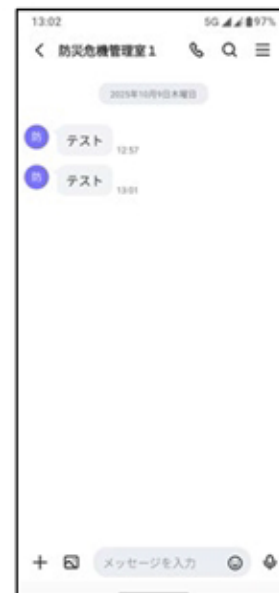 13:02 5G 97%
防災危機管理室1
2025年10月9日木曜日
防 テスト 12:57
防 テスト 13:01
メッセージを入力